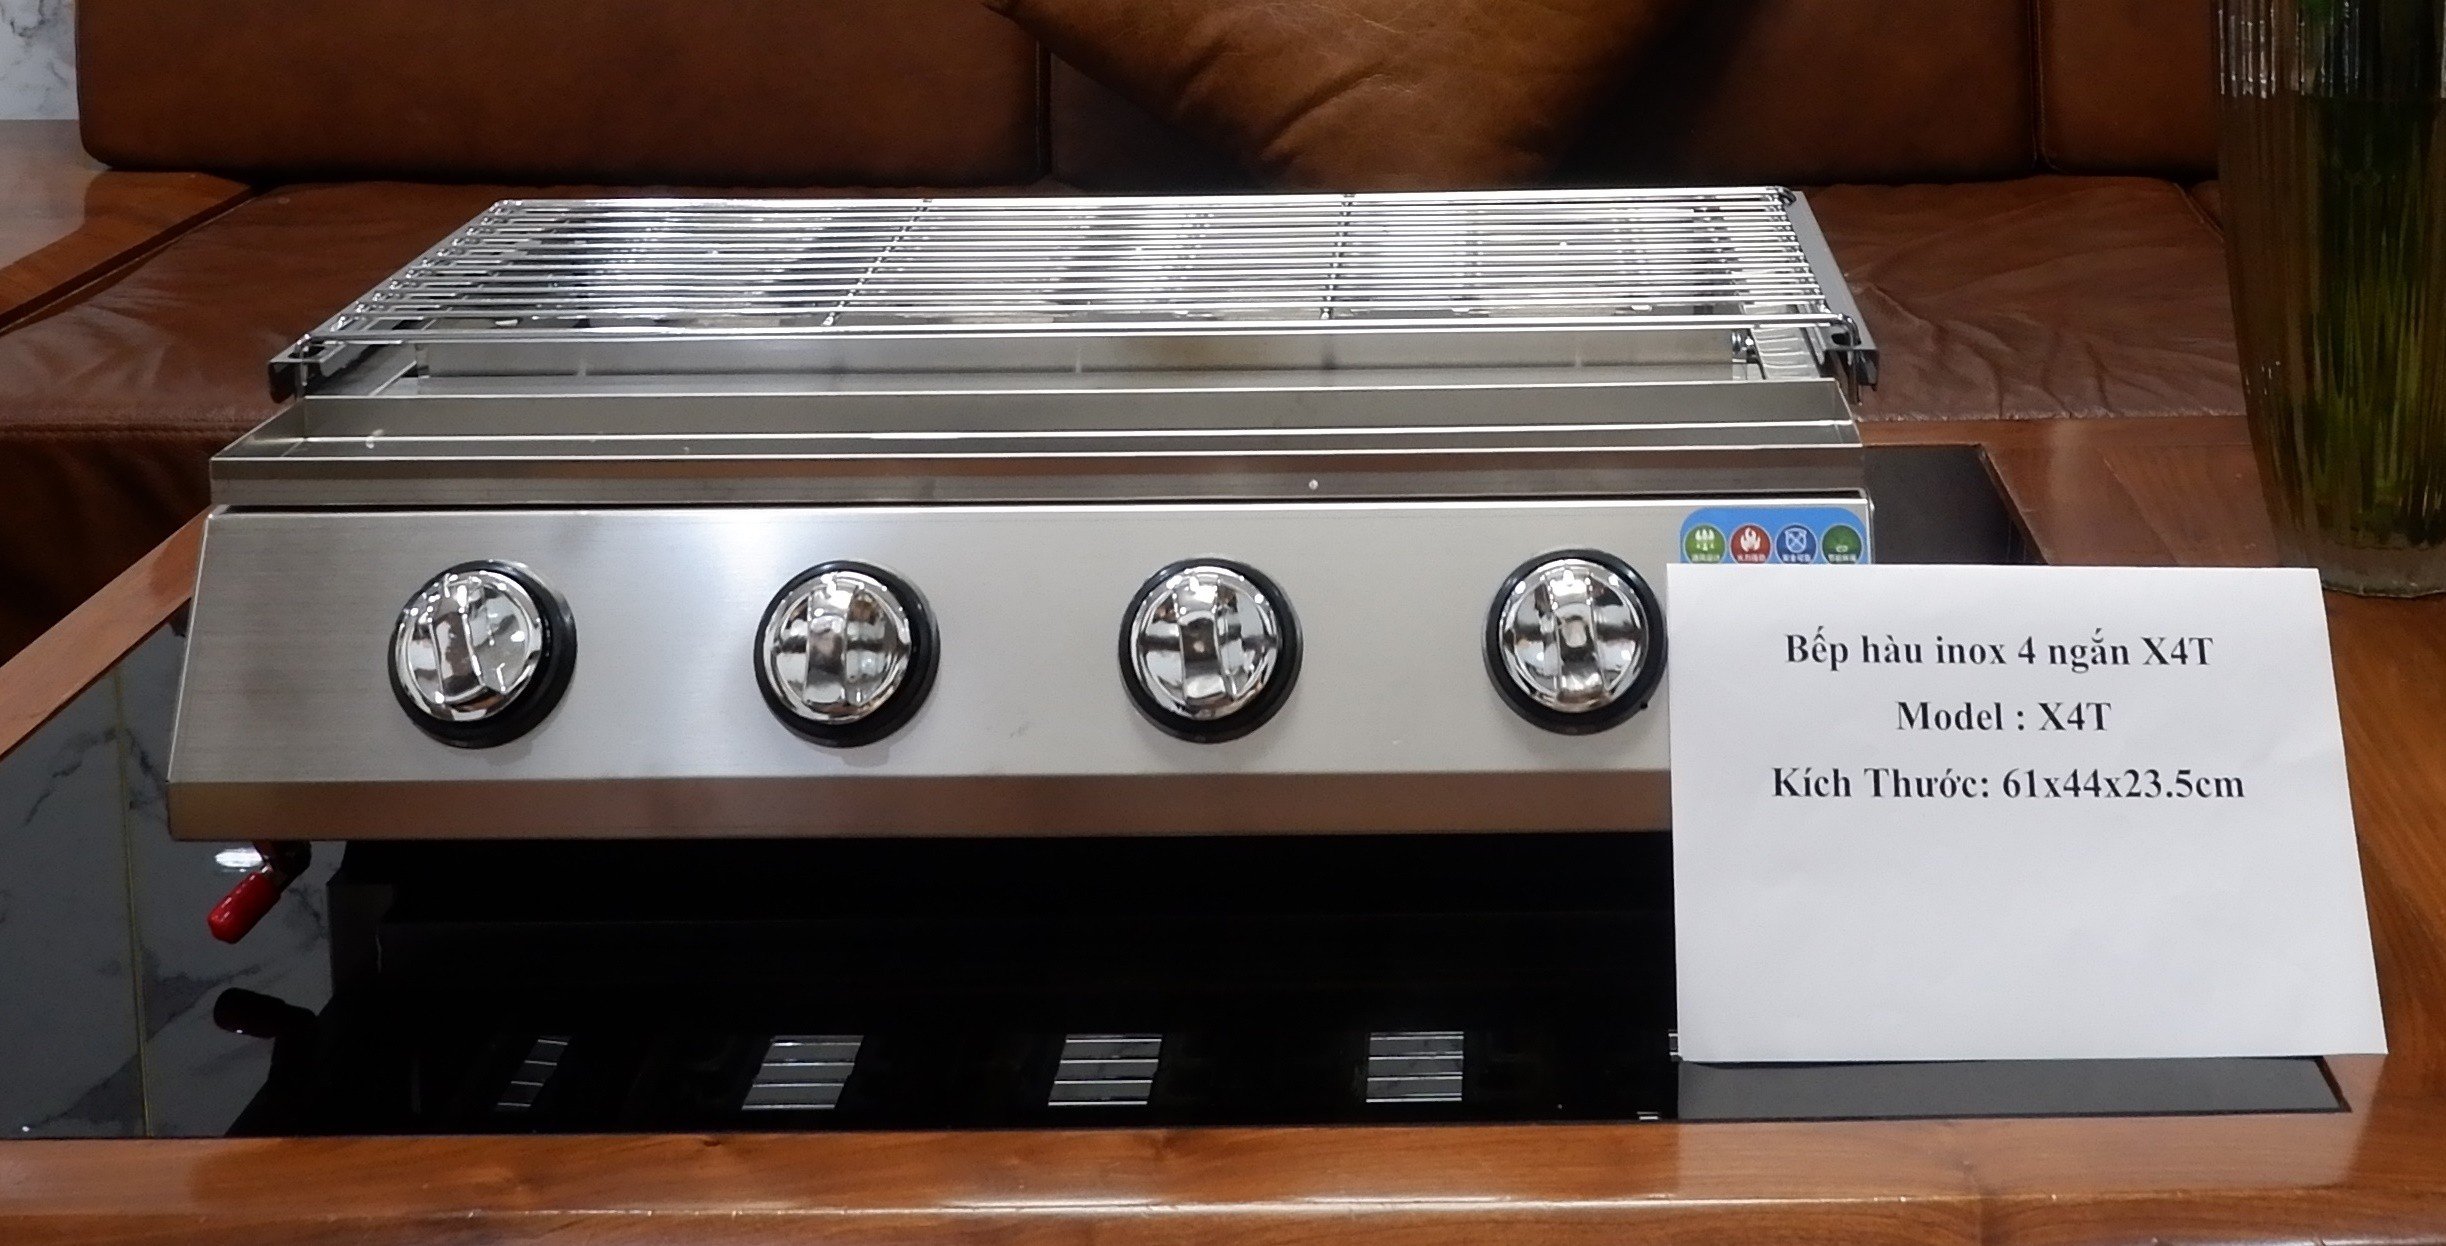 Bếp hàu inox 4 ngắn X4T
Model : X4T
Kích Thước: 61x44x23.5cm